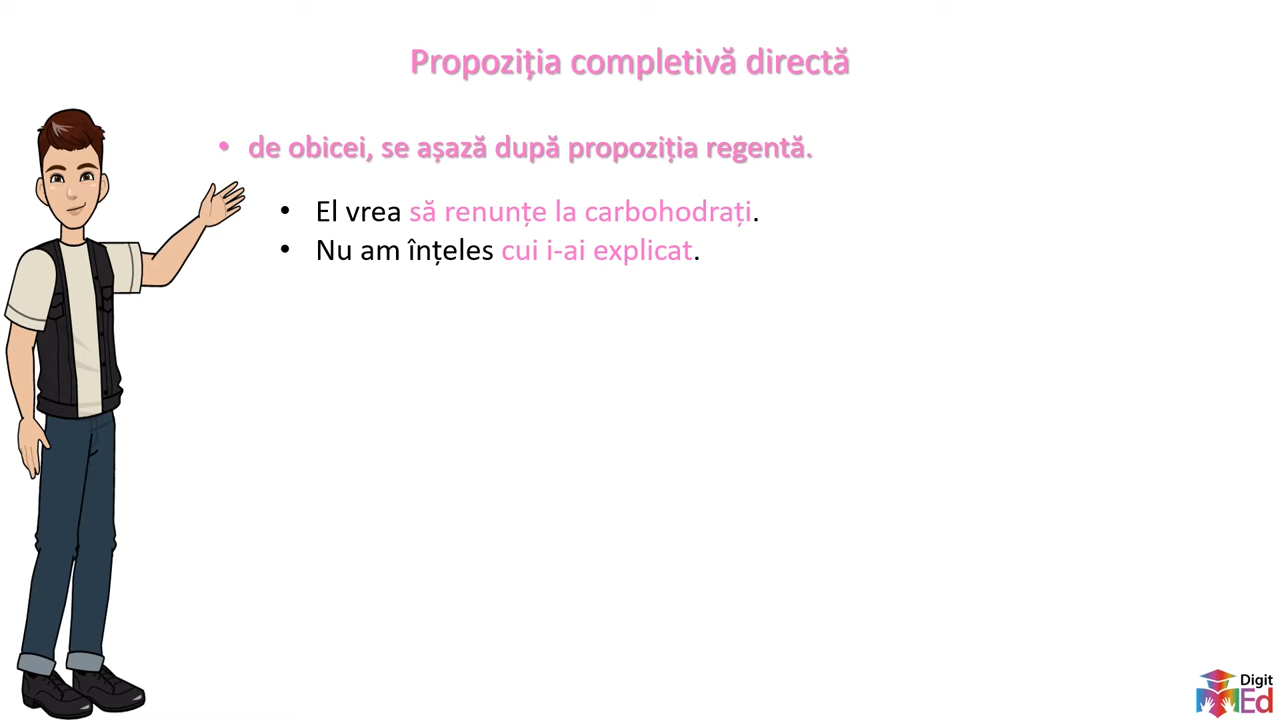 Propoziția completivă directă
• de obicei, se așază după propoziția regentă.
• El vrea să renunțe la carbohodrați.
• Nu am înțeles cui i-ai explicat.
Digit
Ed